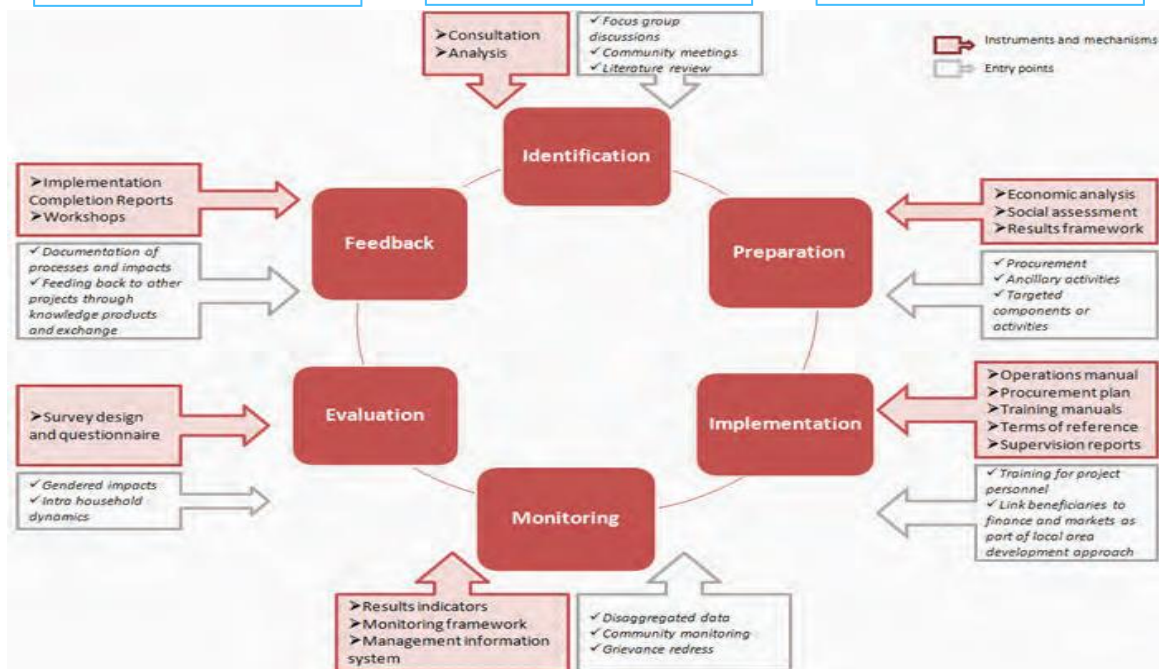 ➤Consultation
➤Analysis
✓ Focus group
discussions
✓ Community meetings
✓ Literature review
Instruments and mechanisms
Entry points
Identification
➤Implementation
Completion Reports
➤Workshops
✓ Documentation of
processes and impacts
✓ Feeding back to other
projects through
knowledge products
and exchange
Feedback
Preparation
➤Economic analysis
➤Social assessment
➤Results framework
✓ Procurement
✓ Ancillary activities
✓ Targeted
components or
activities
➤Survey design
and questionnaire
✓ Gendered impacts
✓ Intra household
dynamics
Evaluation
Implementation
➤Operations manual
➤Procurement plan
➤Training manuals
➤Terms of reference
➤Supervision reports
✓ Training for project
personnel
✓ Link beneficiaries to
finance and markets as
part of local area
development approach
Monitoring
➤Results indicators
➤Monitoring framework
➤Management information
system
✓ Disaggregated data
✓ Community monitoring
✓ Grievance redress